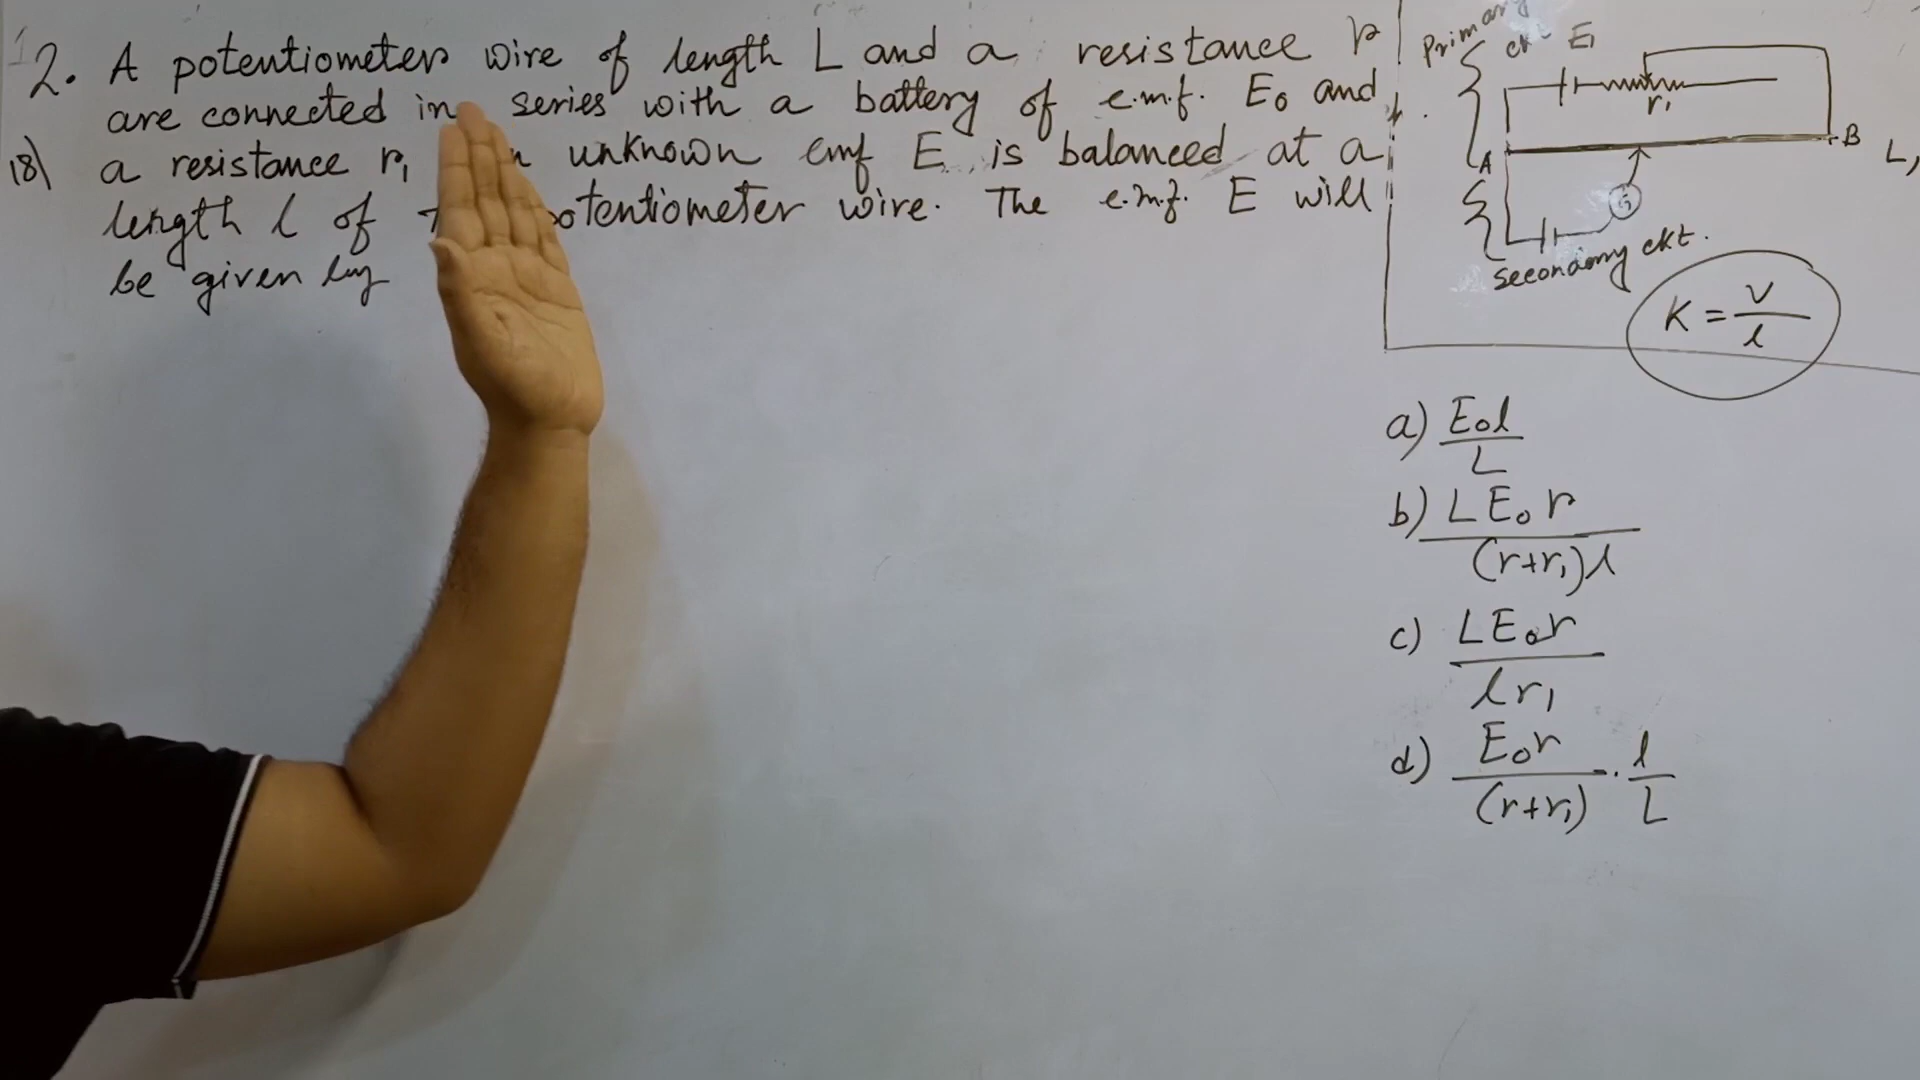 2. A potentiometer wire of length L and a resistance r
are connected in series with a battery of e.m.f. E₀ and
18) a resistance r₁ unknown emf E is balanced at a
length l of potentiometer wire. The e.m.f. E will
be given by
Primary
ckt
E₁
r₁
A
B
L,
G
Secondary ckt.
K = V/l
a) E₀l/L
b) LE₀r/(r+r₁)l
c) LE₀r/lr₁
d) E₀r/(r+r₁) . l/L